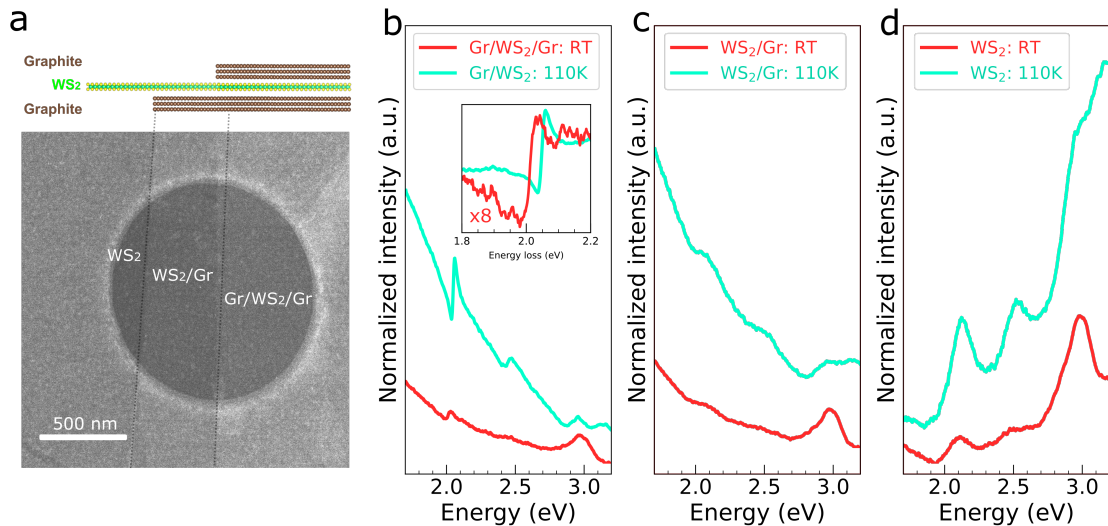 a
Graphite
WS₂
Graphite
WS₂
WS₂/Gr
Gr/WS₂/Gr
500 nm
b
Normalized intensity (a.u.)
Gr/WS₂/Gr: RT
Gr/WS₂: 110K
x8
1.8 2.0 2.2
Energy loss (eV)
2.0 2.5 3.0
Energy (eV)
c
Normalized intensity (a.u.)
WS₂/Gr: RT
WS₂/Gr: 110K
2.0 2.5 3.0
Energy (eV)
d
Normalized intensity (a.u.)
WS₂: RT
WS₂: 110K
2.0 2.5 3.0
Energy (eV)